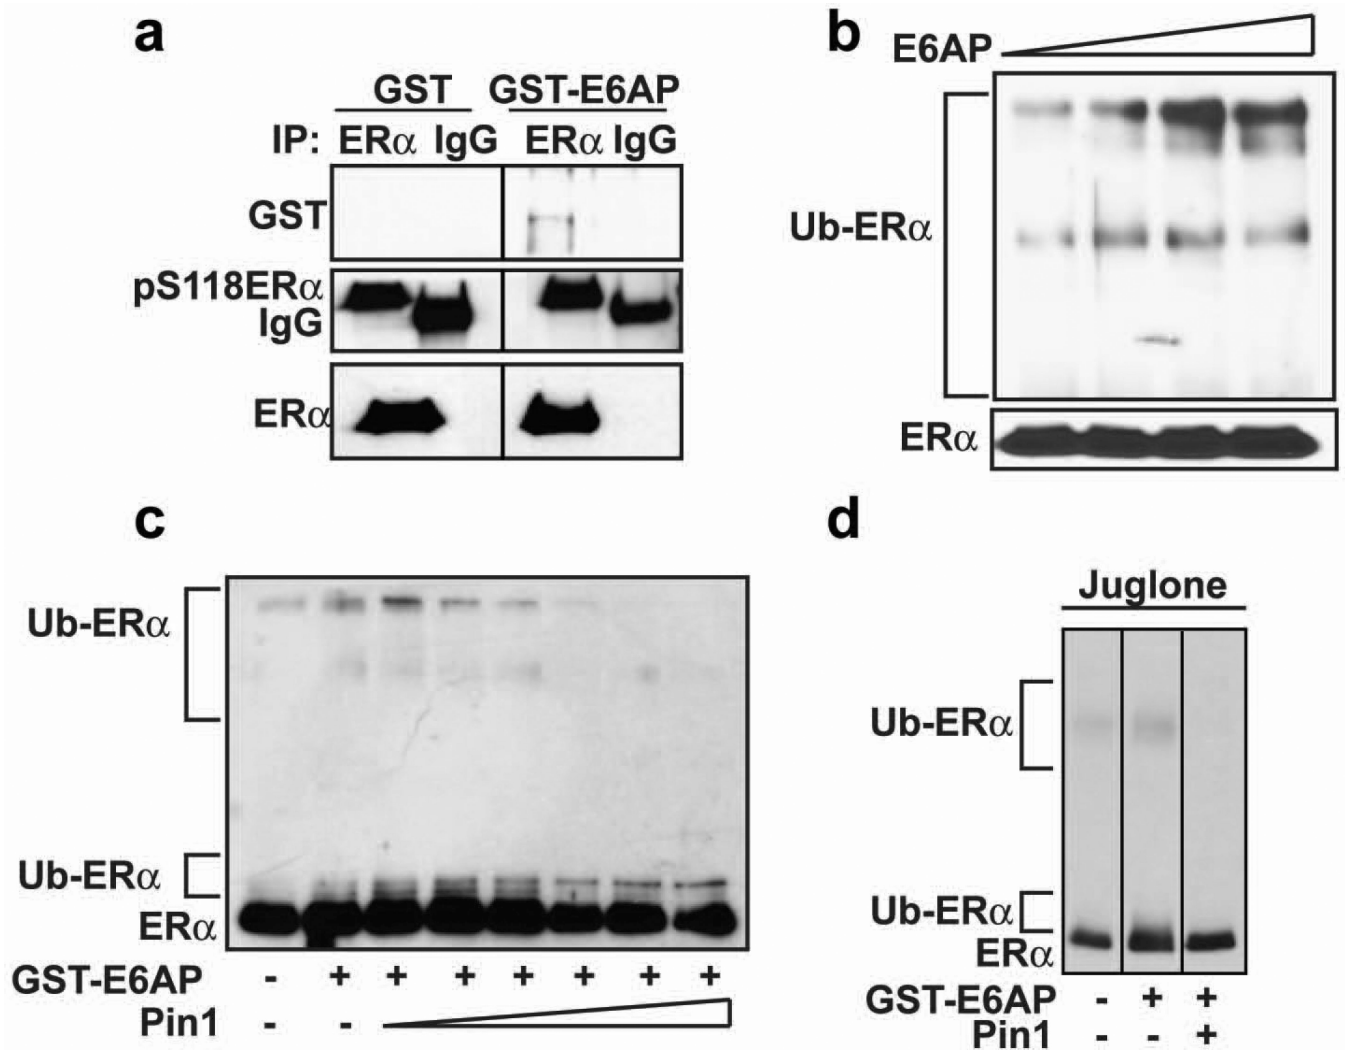 a
GST GST-E6AP
IP: ERα IgG ERα IgG
GST
pS118ERα
IgG
ERα
b
E6AP
Ub-ERα
ERα
c
Ub-ERα
Ub-ERα
ERα
GST-E6AP - + + + + + + +
Pin1 - -
d
Juglone
Ub-ERα
Ub-ERα
ERα
GST-E6AP - + +
Pin1 - - +